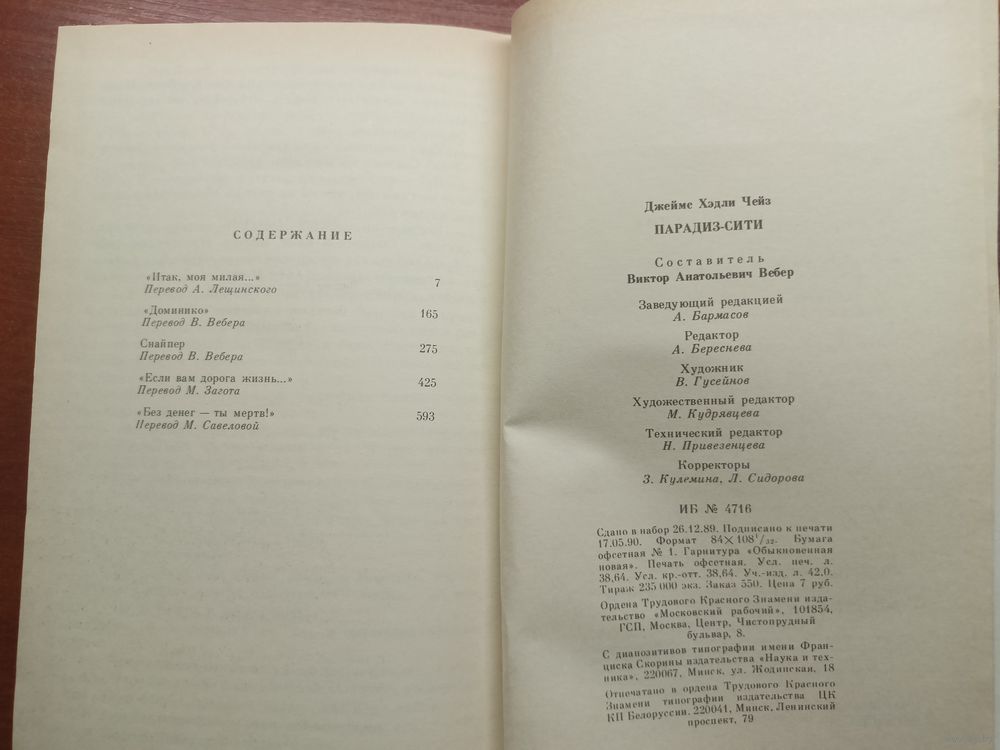 СОДЕРЖАНИЕ
«Итак, моя милая...» 7
Перевод А. Лещинского
«Доминико» 165
Перевод В. Вебера
Снайпер 275
Перевод В. Вебера
«Если вам дорога жизнь...» 425
Перевод М. Загота
«Без денег — ты мертв!» 593
Перевод М. Савеловой
Джеймс Хэдли Чейз
ПАРАДИЗ-СИТИ
Составитель
Виктор Анатольевич Вебер
Заведующий редакцией
А. Бармасов
Редактор
А. Береснева
Художник
В. Гусейнов
Художественный редактор
М. Кудрявцева
Технический редактор
Н. Привезенцева
Корректоры
З. Кулемина, Л. Сидорова
ИБ № 4716
Сдано в набор 26.12.89. Подписано к печати
17.05.90. Формат 84×108¹/₃₂. Бумага
офсетная № 1. Гарнитура «Обыкновенная
новая». Печать офсетная. Усл. печ. л.
38,64. Усл. кр.-отт. 38,64. Уч.-изд. л. 42,0.
Тираж 235 000 экз. Заказ 550. Цена 7 руб.
Ордена Трудового Красного Знамени изда-
тельство «Московский рабочий», 101854,
ГСП, Москва, Центр, Чистопрудный
бульвар, 8.
С диапозитивов типографии имени Фран-
циска Скорины издательства «Наука и тех-
ника», 220067, Минск, ул. Жодинская, 18
Отпечатано в ордена Трудового Красного
Знамени типографии издательства ЦК
КП Белоруссии. 220041, Минск, Ленинский
проспект, 79